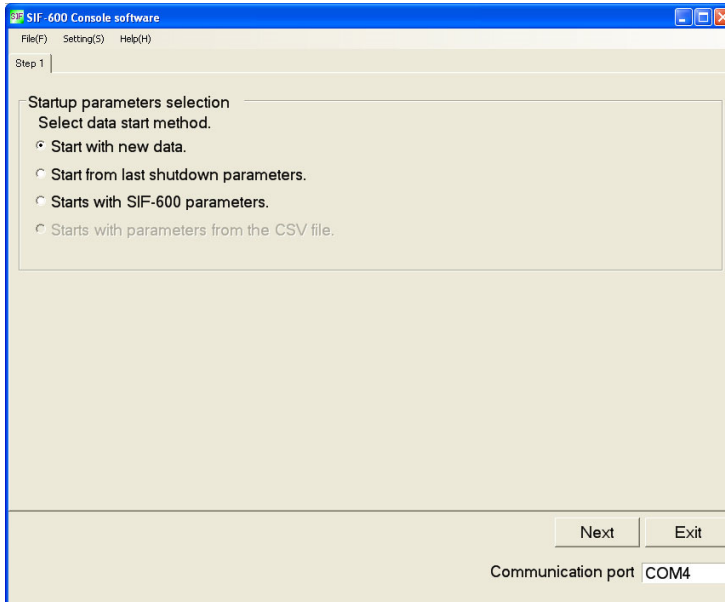 SIF SIF-600 Console software
File(F) Setting(S) Help(H)
Step 1
Startup parameters selection
Select data start method.
Start with new data.
Start from last shutdown parameters.
Starts with SIF-600 parameters.
Starts with parameters from the CSV file.
Next Exit
Communication port COM4